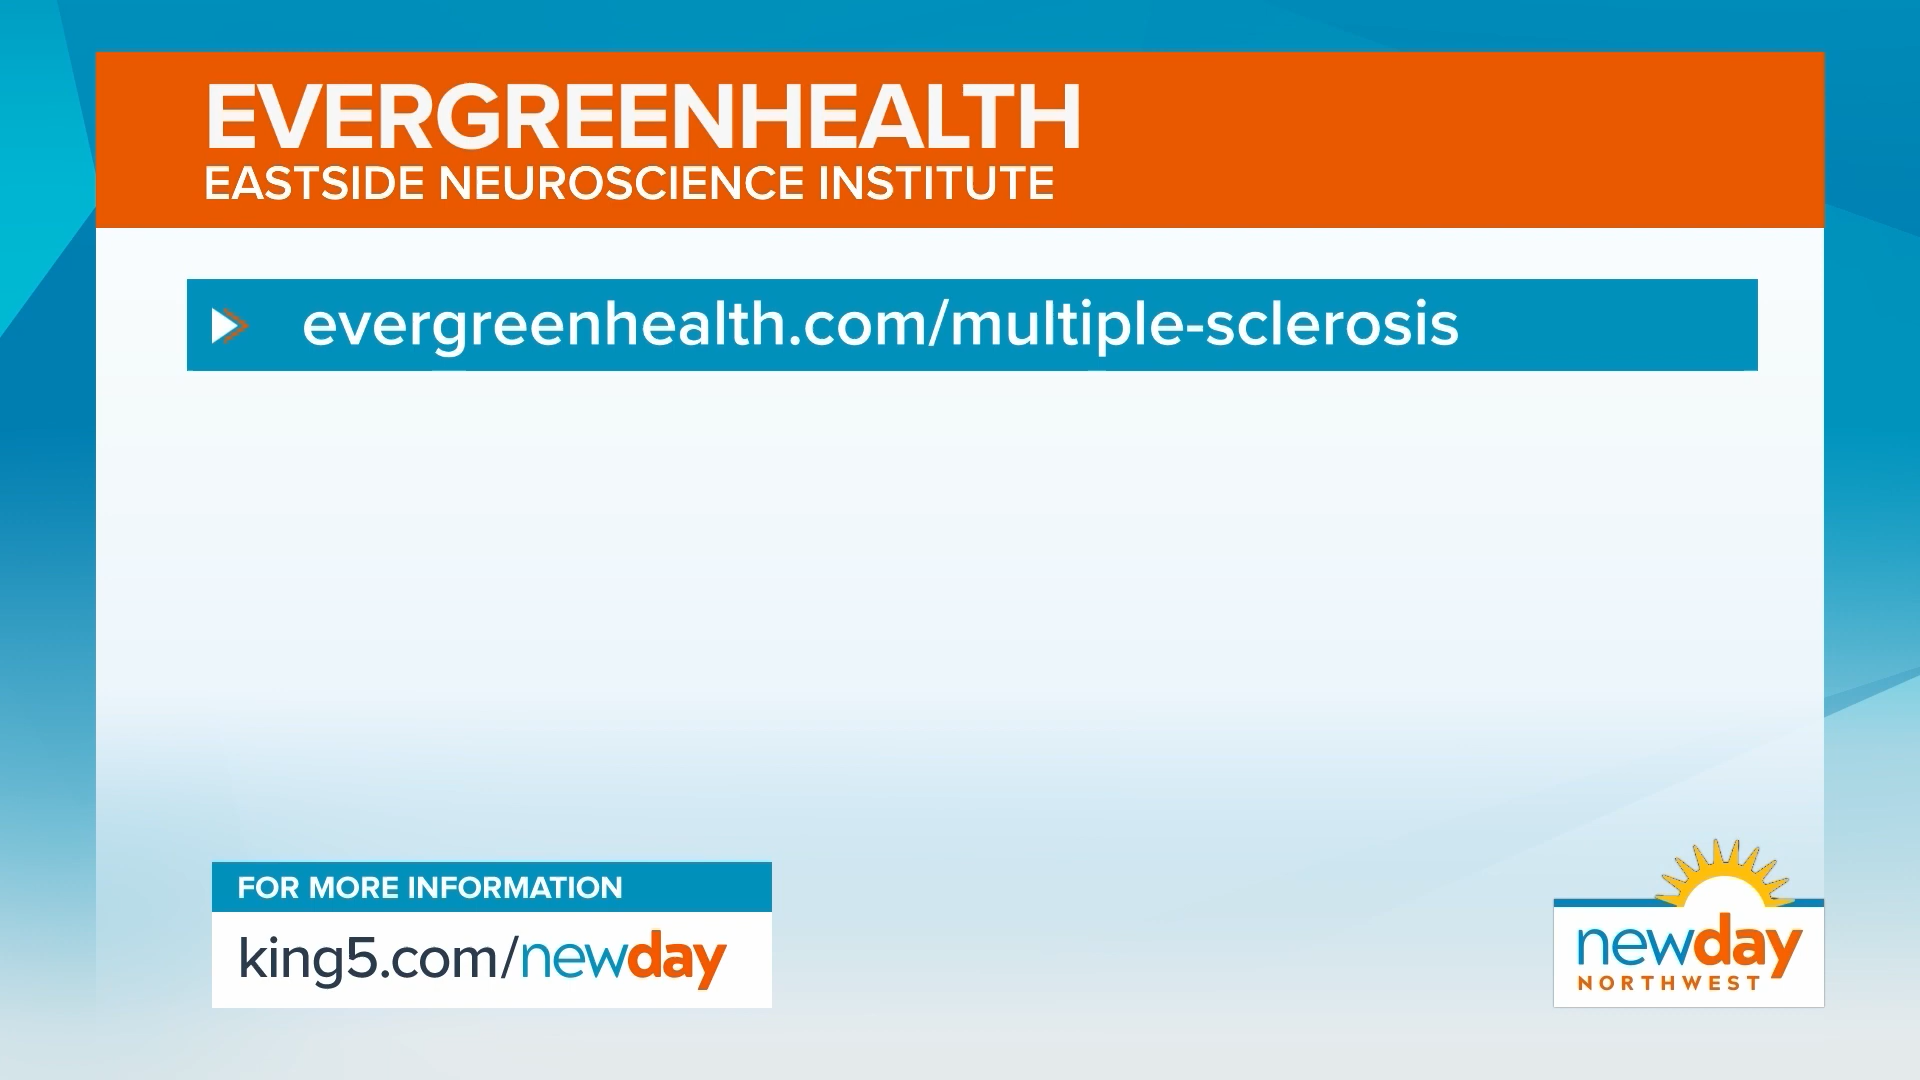 EVERGREENHEALTH
EASTSIDE NEUROSCIENCE INSTITUTE
evergreenhealth.com/multiple-sclerosis
FOR MORE INFORMATION
king5.com/newday
newday
NORTHWEST